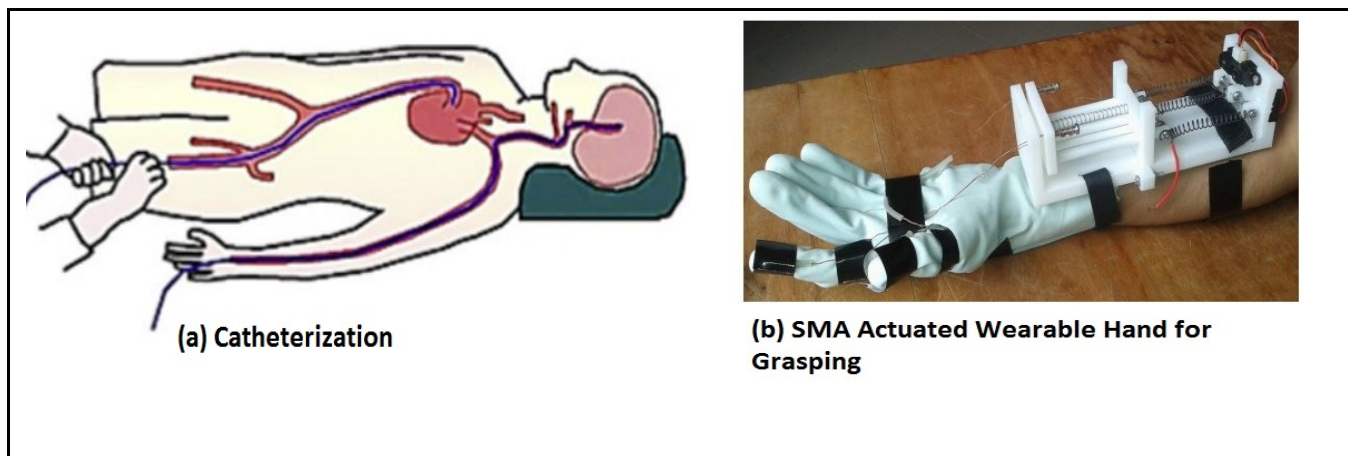 (a) Catheterization
(b) SMA Actuated Wearable Hand for
Grasping